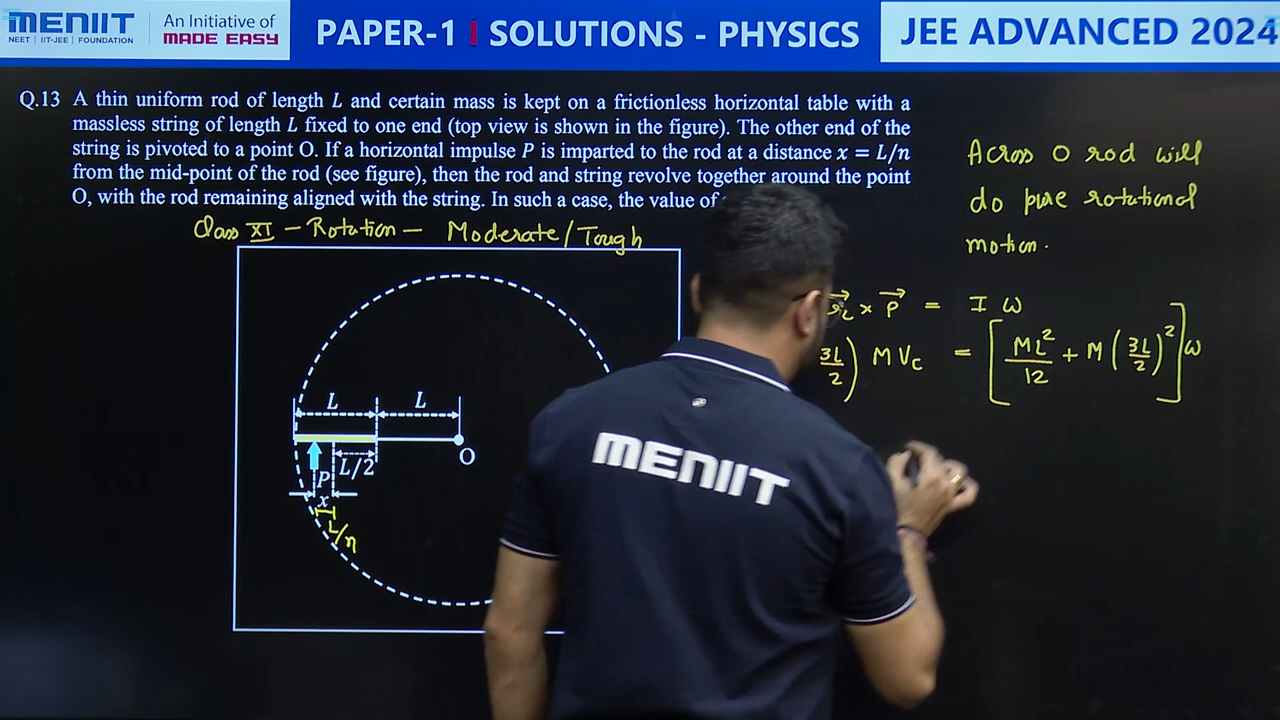 MENIIT
NEET | IIT-JEE | FOUNDATION
An Initiative of
MADE EASY
PAPER-1 | SOLUTIONS - PHYSICS
JEE ADVANCED 2024
Q.13 A thin uniform rod of length L and certain mass is kept on a frictionless horizontal table with a
massless string of length L fixed to one end (top view is shown in the figure). The other end of the
string is pivoted to a point O. If a horizontal impulse P is imparted to the rod at a distance x = L/n
from the mid-point of the rod (see figure), then the rod and string revolve together around the point
O, with the rod remaining aligned with the string. In such a case, the value of
Class XI - Rotation - Moderate/Tough
Across O rod will
do pure rotational
motion.
× P⃗ = I ω
3L/2) M Vc = [ML²/12 + M (3L/2)²] ω
L L
O
L/2
P
x
L/n
MENIIT